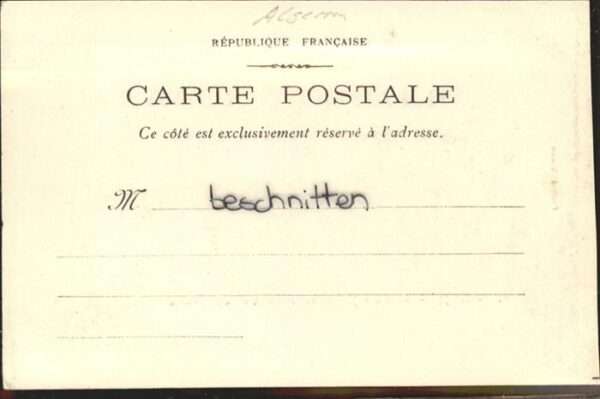 Algerien
RÉPUBLIQUE FRANÇAISE
CARTE POSTALE
Ce côté est exclusivement réservé à l'adresse.
M beschnitten